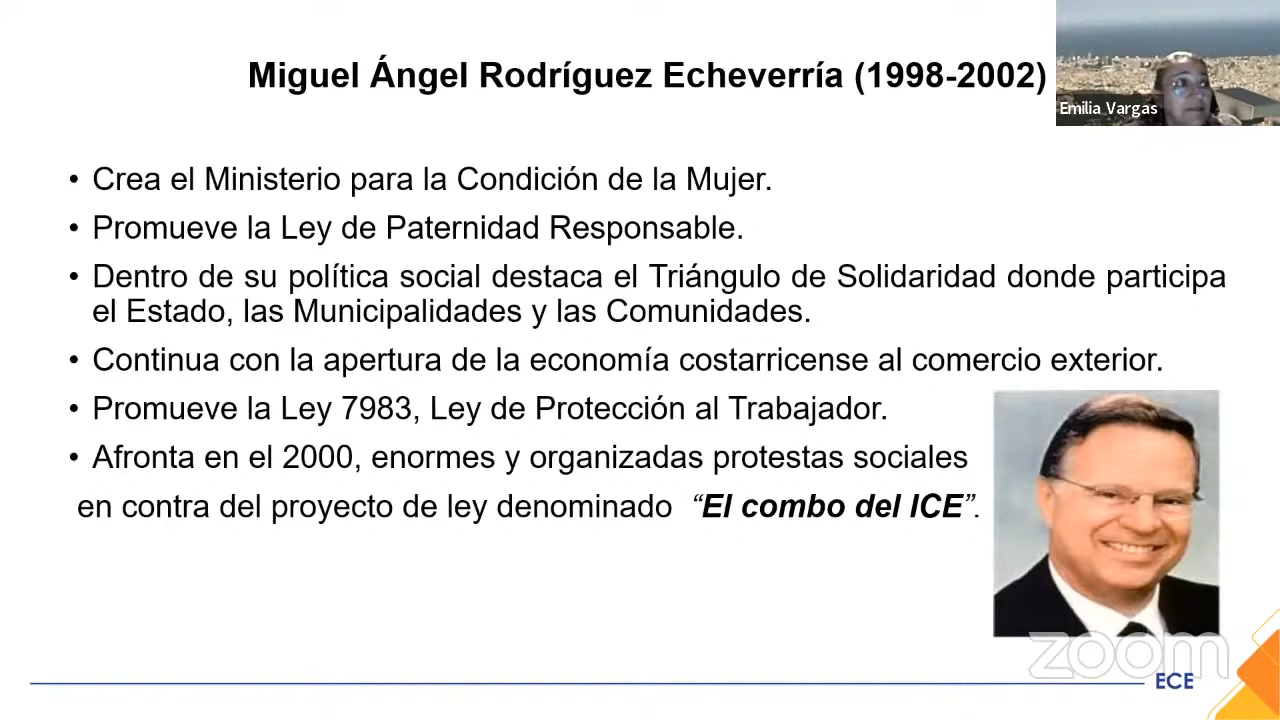 Miguel Ángel Rodríguez Echeverría (1998-2002)
Emilia Vargas
• Crea el Ministerio para la Condición de la Mujer.
• Promueve la Ley de Paternidad Responsable.
• Dentro de su política social destaca el Triángulo de Solidaridad donde participa
el Estado, las Municipalidades y las Comunidades.
• Continua con la apertura de la economía costarricense al comercio exterior.
• Promueve la Ley 7983, Ley de Protección al Trabajador.
• Afronta en el 2000, enormes y organizadas protestas sociales
en contra del proyecto de ley denominado “El combo del ICE”.
zoom
ECE